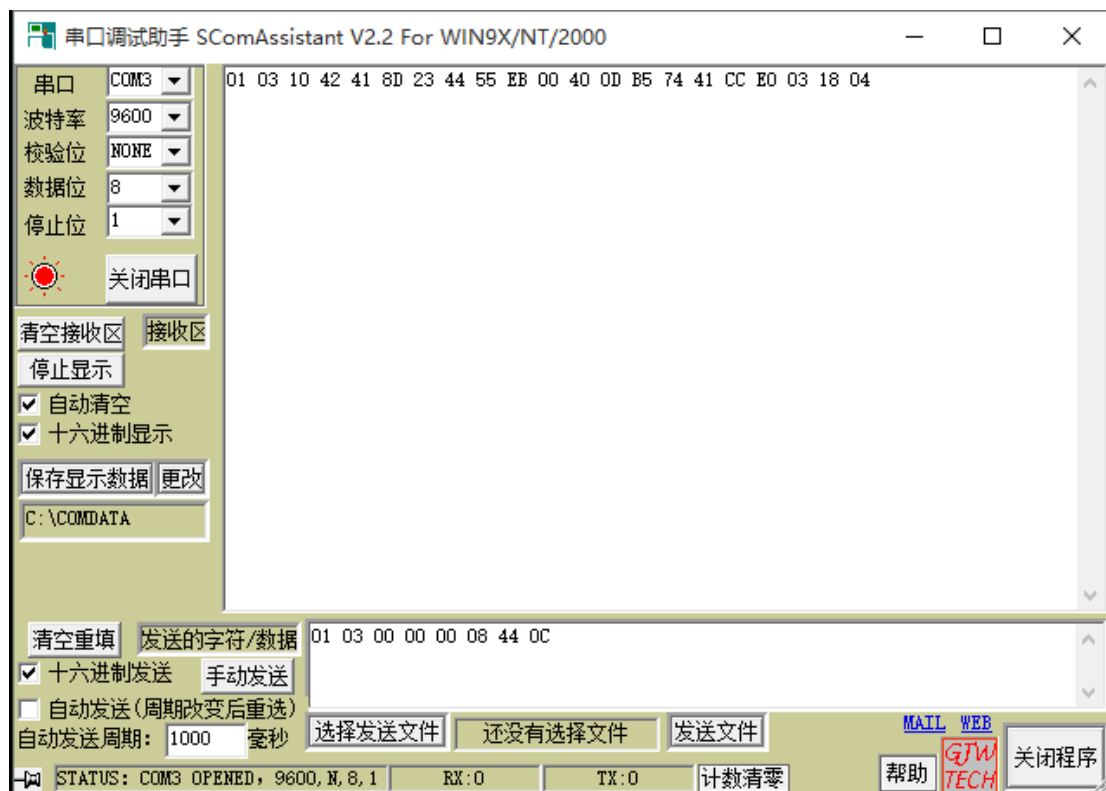 串口调试助手 SComAssistant V2.2 For WIN9X/NT/2000
串口 COM3
波特率 9600
校验位 NONE
数据位 8
停止位 1
关闭串口
清空接收区 接收区
停止显示
自动清空
十六进制显示
保存显示数据 更改
C:\COMDATA
01 03 10 42 41 8D 23 44 55 EB 00 40 0D B5 74 41 CC E0 03 18 04
清空重填 发送的字符/数据
01 03 00 00 00 08 44 0C
十六进制发送 手动发送
自动发送(周期改变后重选)
自动发送周期: 1000 毫秒
选择发送文件 还没有选择文件 发送文件
MAIL WEB
帮助
GJW
TECH
关闭程序
STATUS: COM3 OPENED, 9600,N,8,1 RX:0 TX:0 计数清零